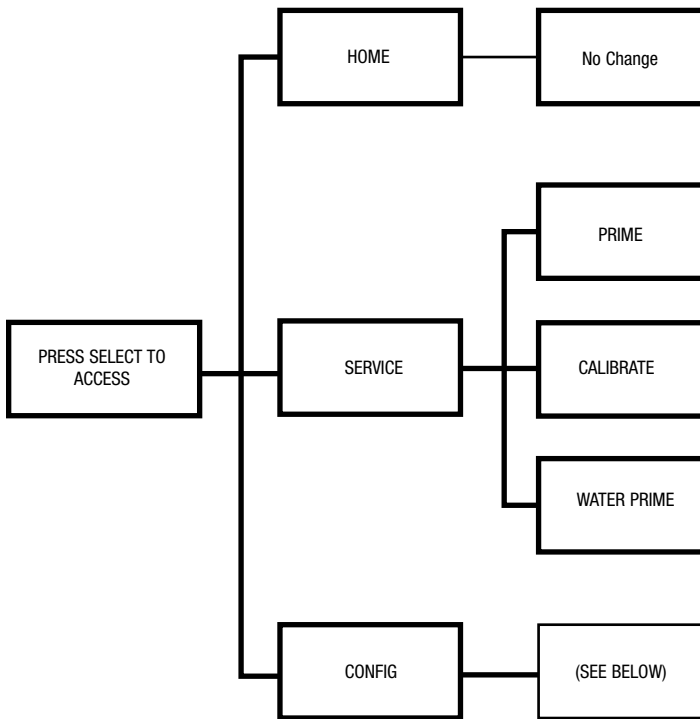 HOME
No Change
PRIME
PRESS SELECT TO
ACCESS
SERVICE
CALIBRATE
WATER PRIME
CONFIG
(SEE BELOW)